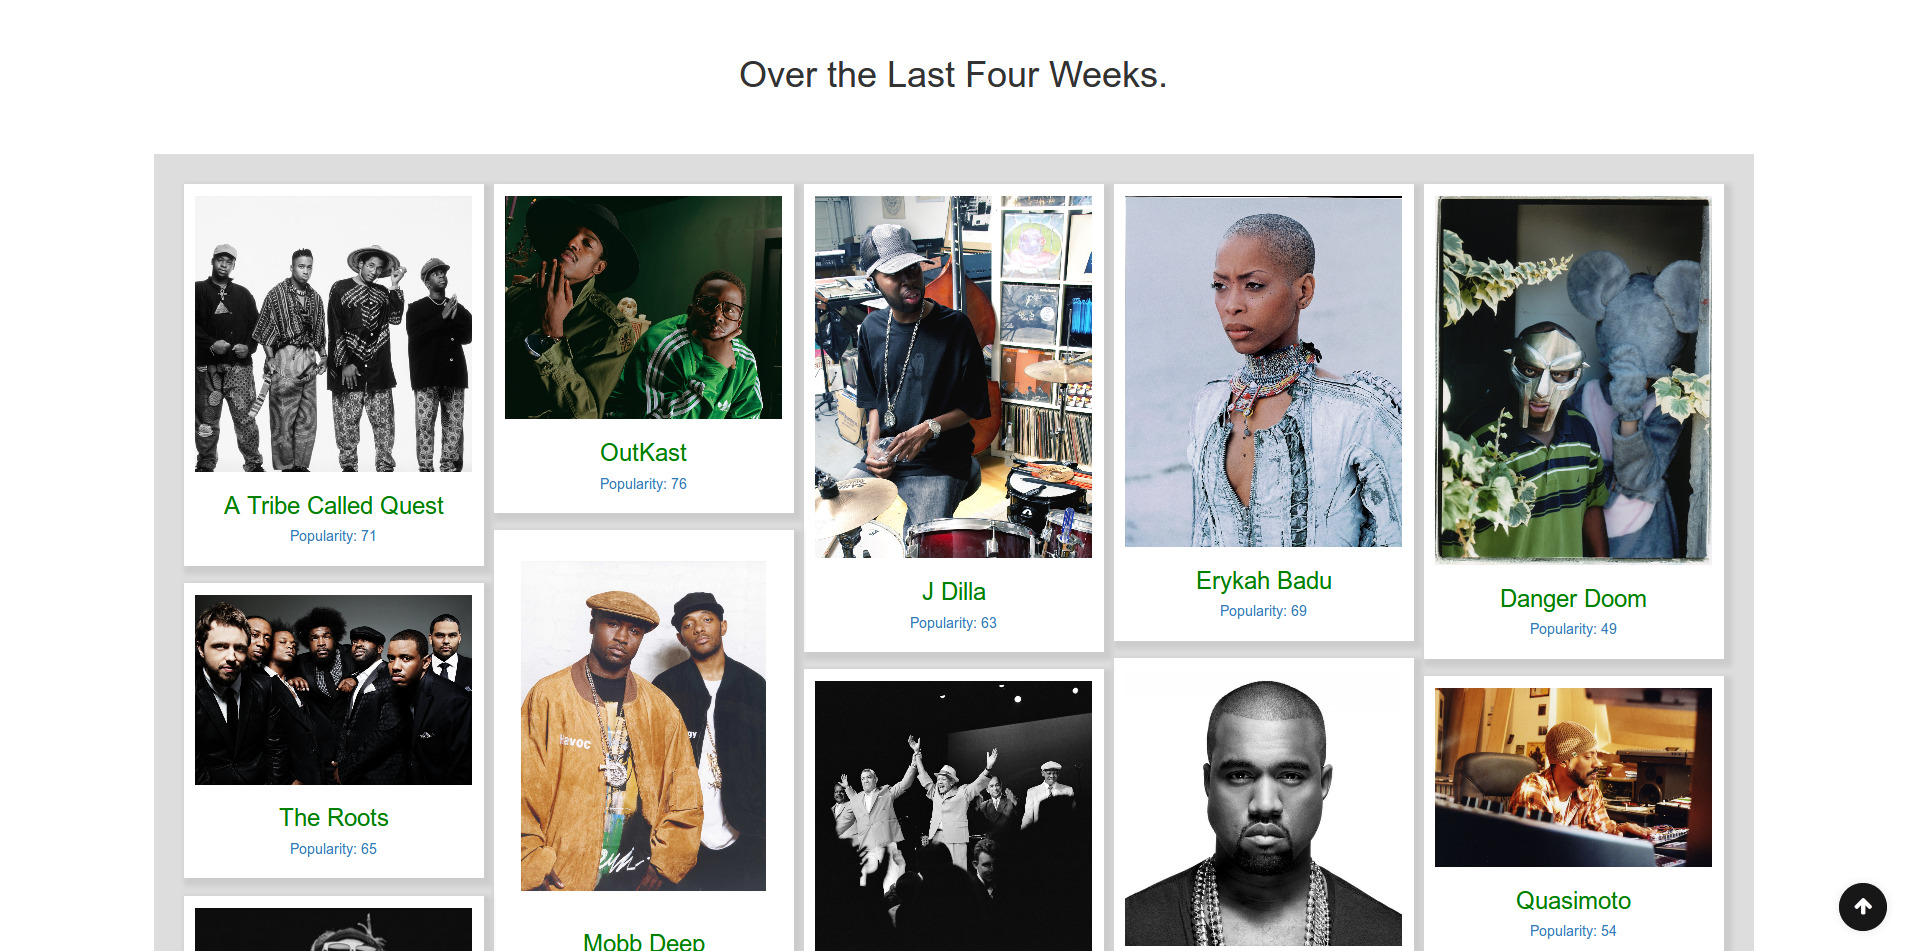 Over the Last Four Weeks.
A Tribe Called Quest
Popularity: 71
OutKast
Popularity: 76
J Dilla
Popularity: 63
Erykah Badu
Popularity: 69
Danger Doom
Popularity: 49
The Roots
Popularity: 65
Havoc
Mobb Deep
Quasimoto
Popularity: 54